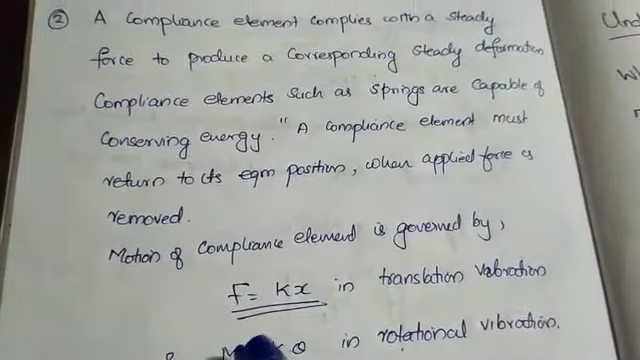 ② A Compliance element complies with a steady
force to produce a Corresponding steady deformation
Compliance elements such as springs are capable of
Conserving energy. "A compliance element must
return to its eqm position, when applied force is
removed.
Motion of Compliance element is governed by,
F = Kx in translation vibration
θ in rotational vibration.
Und